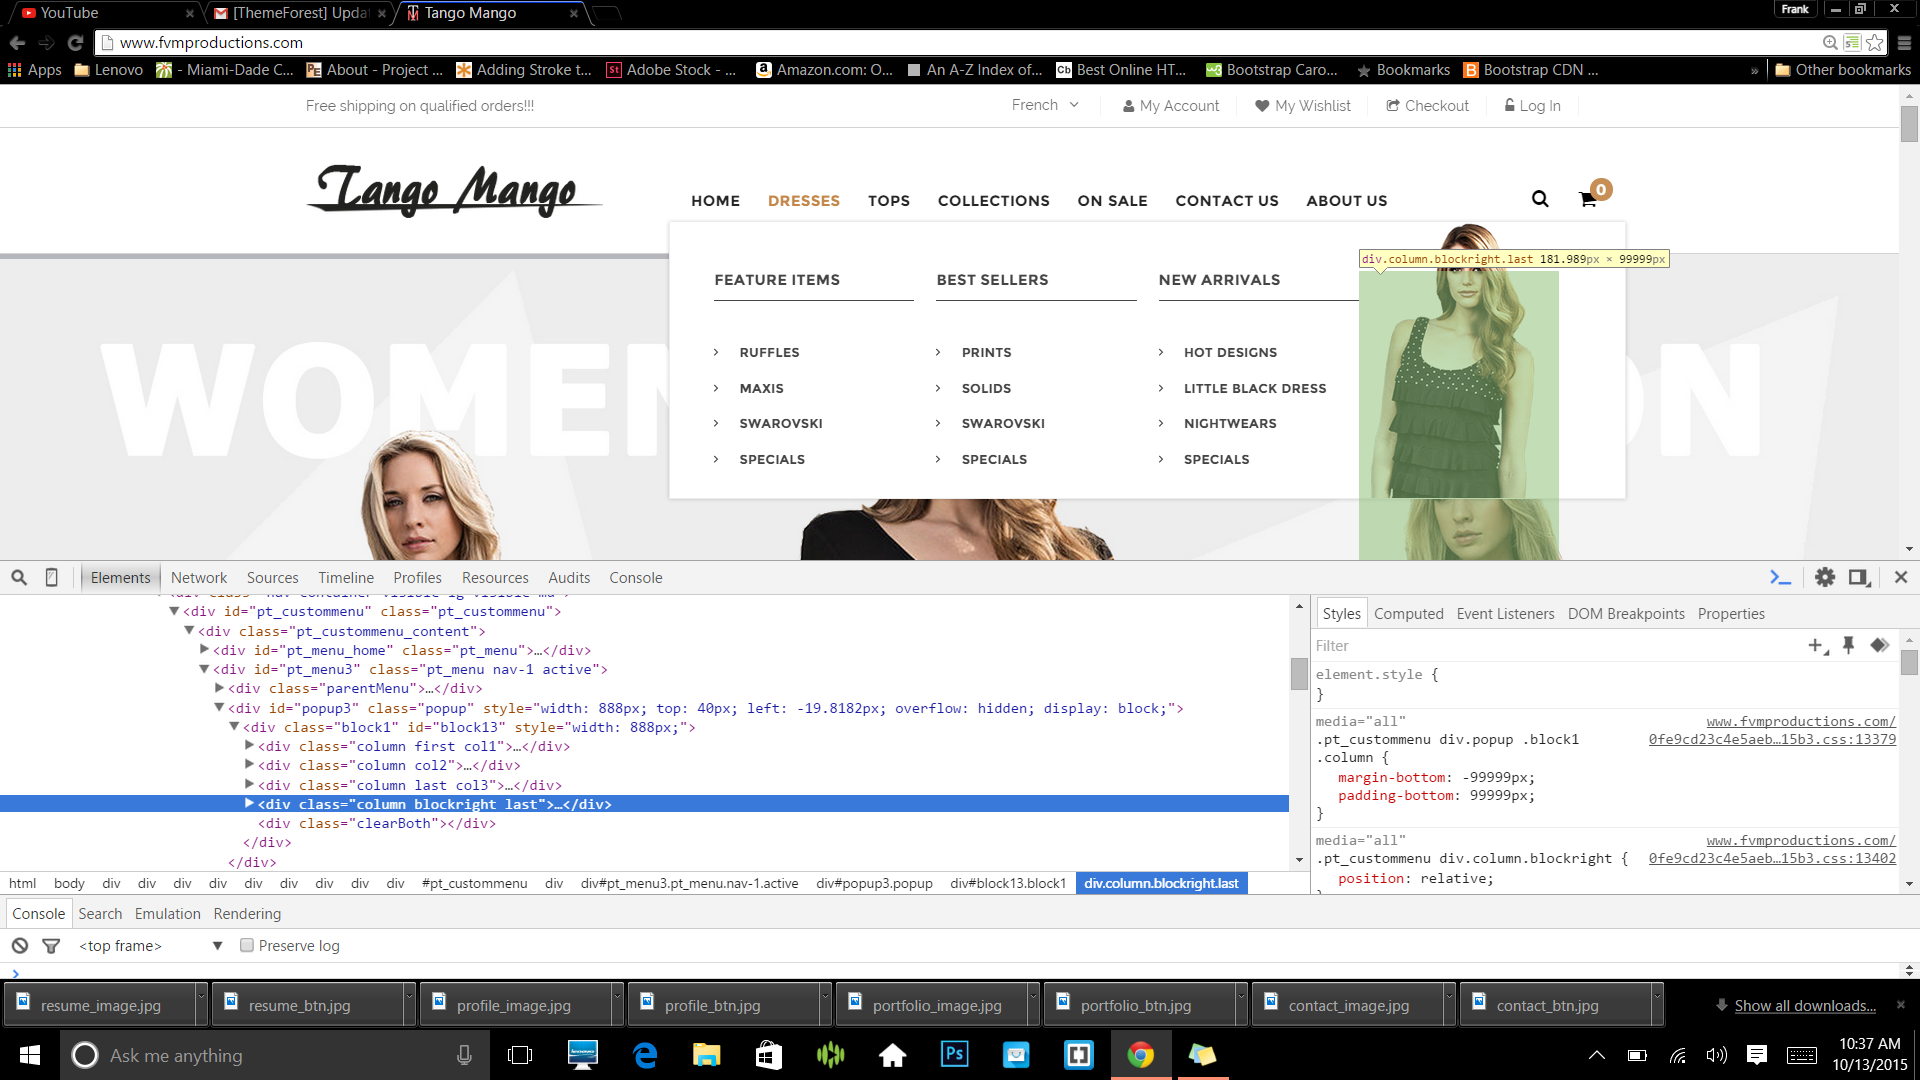 YouTube
[ThemeForest] Upda
Tango Mango
Frank
www.fvmproductions.com
Apps Lenovo - Miami-Dade C... About - Project ... Adding Stroke t... Adobe Stock - ... Amazon.com: O... An A-Z Index of... Best Online HT... Bootstrap Caro... Bookmarks Bootstrap CDN ... » Other bookmarks
Free shipping on qualified orders!!! French My Account My Wishlist Checkout Log In
Tango Mango
HOME DRESSES TOPS COLLECTIONS ON SALE CONTACT US ABOUT US 0
div.column.blockright.last 181.989px × 99999px
FEATURE ITEMS BEST SELLERS NEW ARRIVALS
RUFFLES PRINTS HOT DESIGNS
MAXIS SOLIDS LITTLE BLACK DRESS
SWAROVSKI SWAROVSKI NIGHTWEARS
SPECIALS SPECIALS SPECIALS
WOMEN ON
Elements Network Sources Timeline Profiles Resources Audits Console
<div id="pt_custommenu" class="pt_custommenu">
<div class="pt_custommenu_content">
<div id="pt_menu_home" class="pt_menu">…</div>
<div id="pt_menu3" class="pt_menu nav-1 active">
<div class="parentMenu">…</div>
<div id="popup3" class="popup" style="width: 888px; top: 40px; left: -19.8182px; overflow: hidden; display: block;">
<div class="block1" id="block13" style="width: 888px;">
<div class="column first col1">…</div>
<div class="column col2">…</div>
<div class="column last col3">…</div>
<div class="column blockright last">…</div>
<div class="clearBoth"></div>
</div>
</div>
html body div div div div div div div div div #pt_custommenu div div#pt_menu3.pt_menu.nav-1.active div#popup3.popup div#block13.block1 div.column.blockright.last
Styles Computed Event Listeners DOM Breakpoints Properties
Filter
element.style {
}
media="all" www.fvmproductions.com/
.pt_custommenu div.popup .block1 0fe9cd23c4e5aeb…15b3.css:13379
.column {
margin-bottom: -99999px;
padding-bottom: 99999px;
}
media="all" www.fvmproductions.com/
.pt_custommenu div.column.blockright { 0fe9cd23c4e5aeb…15b3.css:13402
position: relative;
Console Search Emulation Rendering
<top frame> Preserve log
resume_image.jpg resume_btn.jpg profile_image.jpg profile_btn.jpg portfolio_image.jpg portfolio_btn.jpg contact_image.jpg contact_btn.jpg Show all downloads...
Ask me anything
10:37 AM
10/13/2015